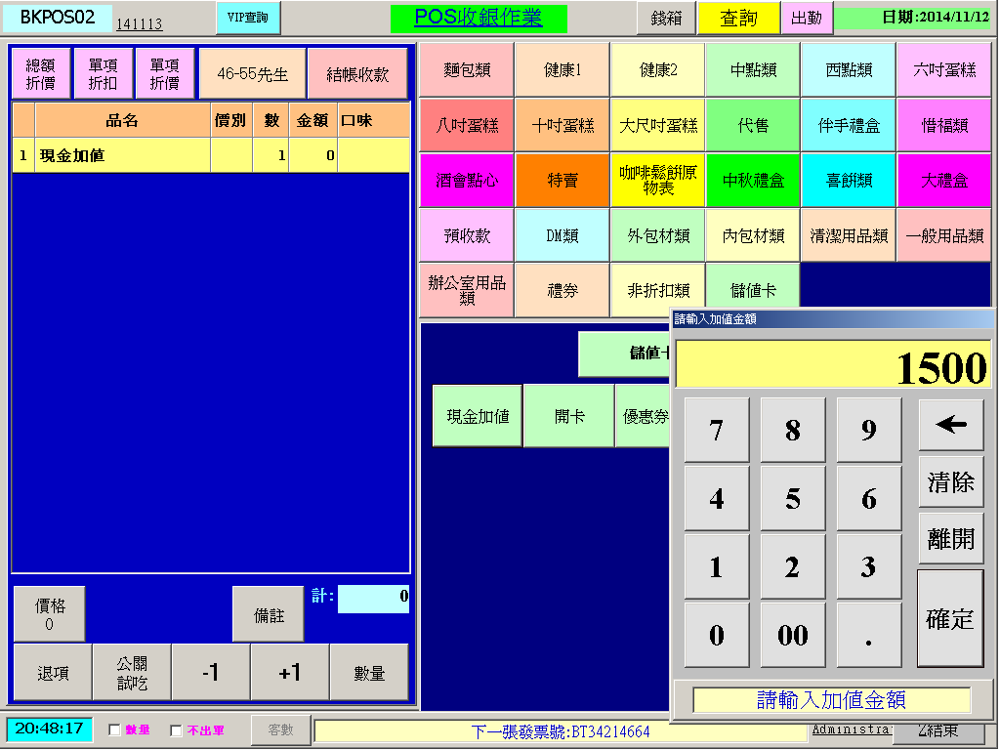 BKPOS02 141113 VIP查詢 POS收銀作業 錢箱 查詢 出勤 日期:2014/11/12
總額折價 單項折扣 單項折價 46-55先生 結帳收款
品名 價別 數 金額 口味
1 現金加值 1 0
麵包類 健康1 健康2 中點類 西點類 六吋蛋糕
八吋蛋糕 十吋蛋糕 大尺吋蛋糕 代售 伴手禮盒 惜福類
酒會點心 特賣 咖啡鬆餅原物表 中秋禮盒 喜餅類 大禮盒
預收款 DM類 外包材類 內包材類 清潔用品類 一般用品類
辦公室用品類 禮券 非折扣類 儲值卡
儲值
現金加值 開卡 優惠券
請輸入加值金額
1500
7 8 9 ←
4 5 6 清除
1 2 3 離開
0 00 . 確定
請輸入加值金額
價格
0
備註 計: 0
退項 公關試吃 -1 +1 數量
20:48:17 數量 不出單 客數 下一張發票號:BT34214664 Administra Z結束